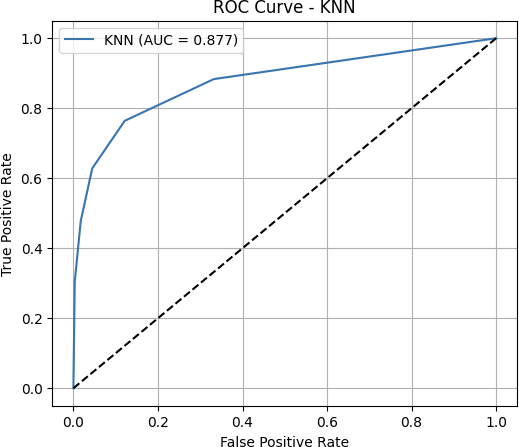 ROC Curve - KNN
KNN (AUC = 0.877)
1.0
0.8
0.6
0.4
0.2
0.0
True Positive Rate
0.0 0.2 0.4 0.6 0.8 1.0
False Positive Rate